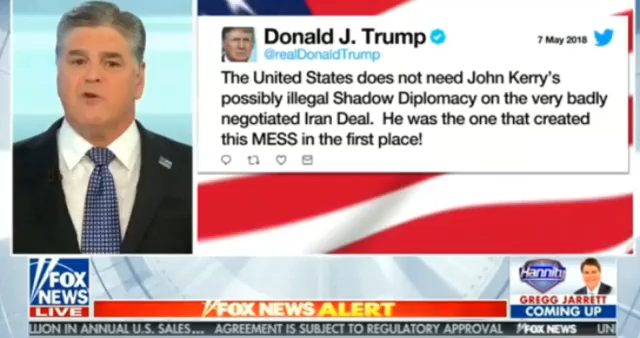 Donald J. Trump
@realDonaldTrump
7 May 2018
The United States does not need John Kerry's
possibly illegal Shadow Diplomacy on the very badly
negotiated Iran Deal. He was the one that created
this MESS in the first place!
FOX
NEWS
LIVE
FOX NEWS ALERT
Hannity
GREGG JARRETT
COMING UP
LLION IN ANNUAL U.S. SALES... AGREEMENT IS SUBJECT TO REGULATORY APPROVAL FOX NEWS UN